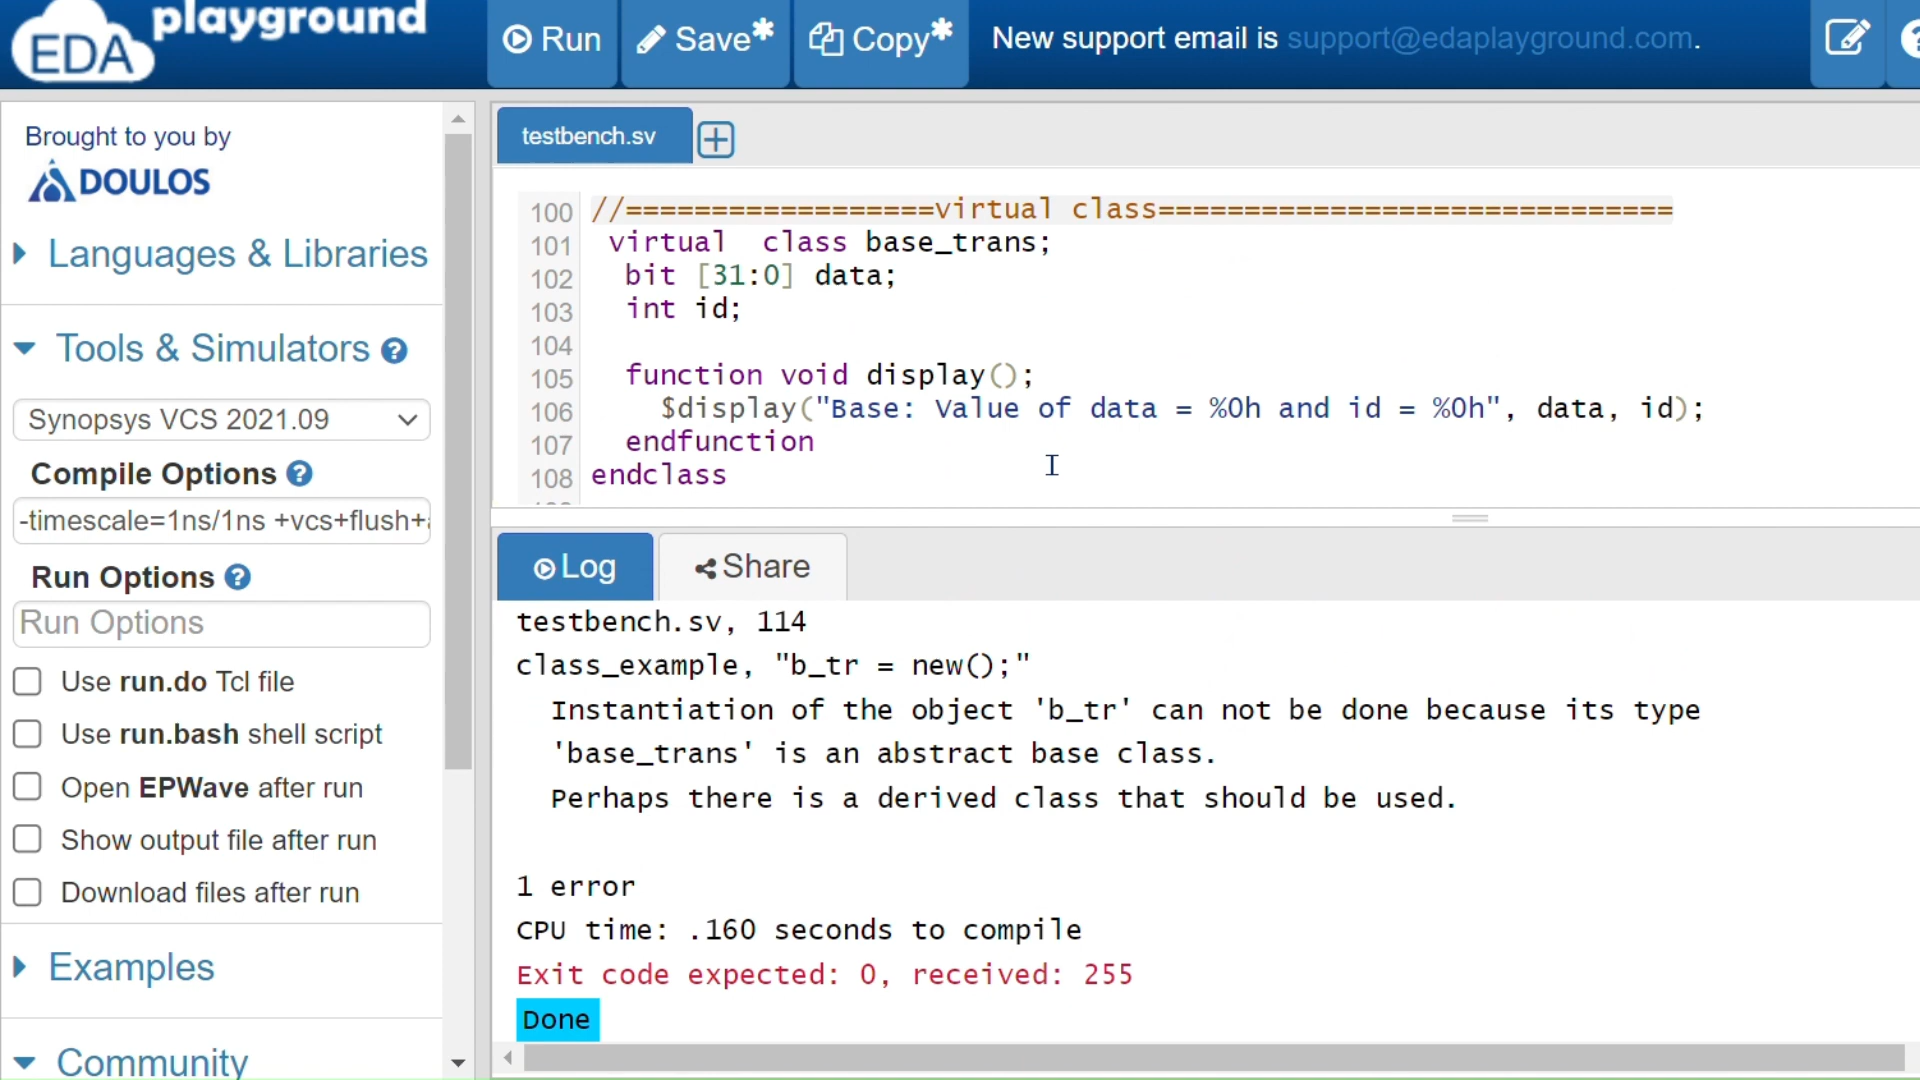 EDA playground
Run Save* Copy* New support email is support@edaplayground.com.
Brought to you by
DOULOS
Languages & Libraries
Tools & Simulators ?
Synopsys VCS 2021.09
Compile Options ?
-timescale=1ns/1ns +vcs+flush+
Run Options ?
Run Options
Use run.do Tcl file
Use run.bash shell script
Open EPWave after run
Show output file after run
Download files after run
Examples
Community
testbench.sv
100 //==================virtual class==============================
101 virtual  class base_trans;
102 bit [31:0] data;
103 int id;
104
105 function void display();
106 $display("Base: Value of data = %0h and id = %0h", data, id);
107 endfunction
108 endclass
Log Share
testbench.sv, 114
class_example, "b_tr = new();"
Instantiation of the object 'b_tr' can not be done because its type
'base_trans' is an abstract base class.
Perhaps there is a derived class that should be used.
1 error
CPU time: .160 seconds to compile
Exit code expected: 0, received: 255
Done